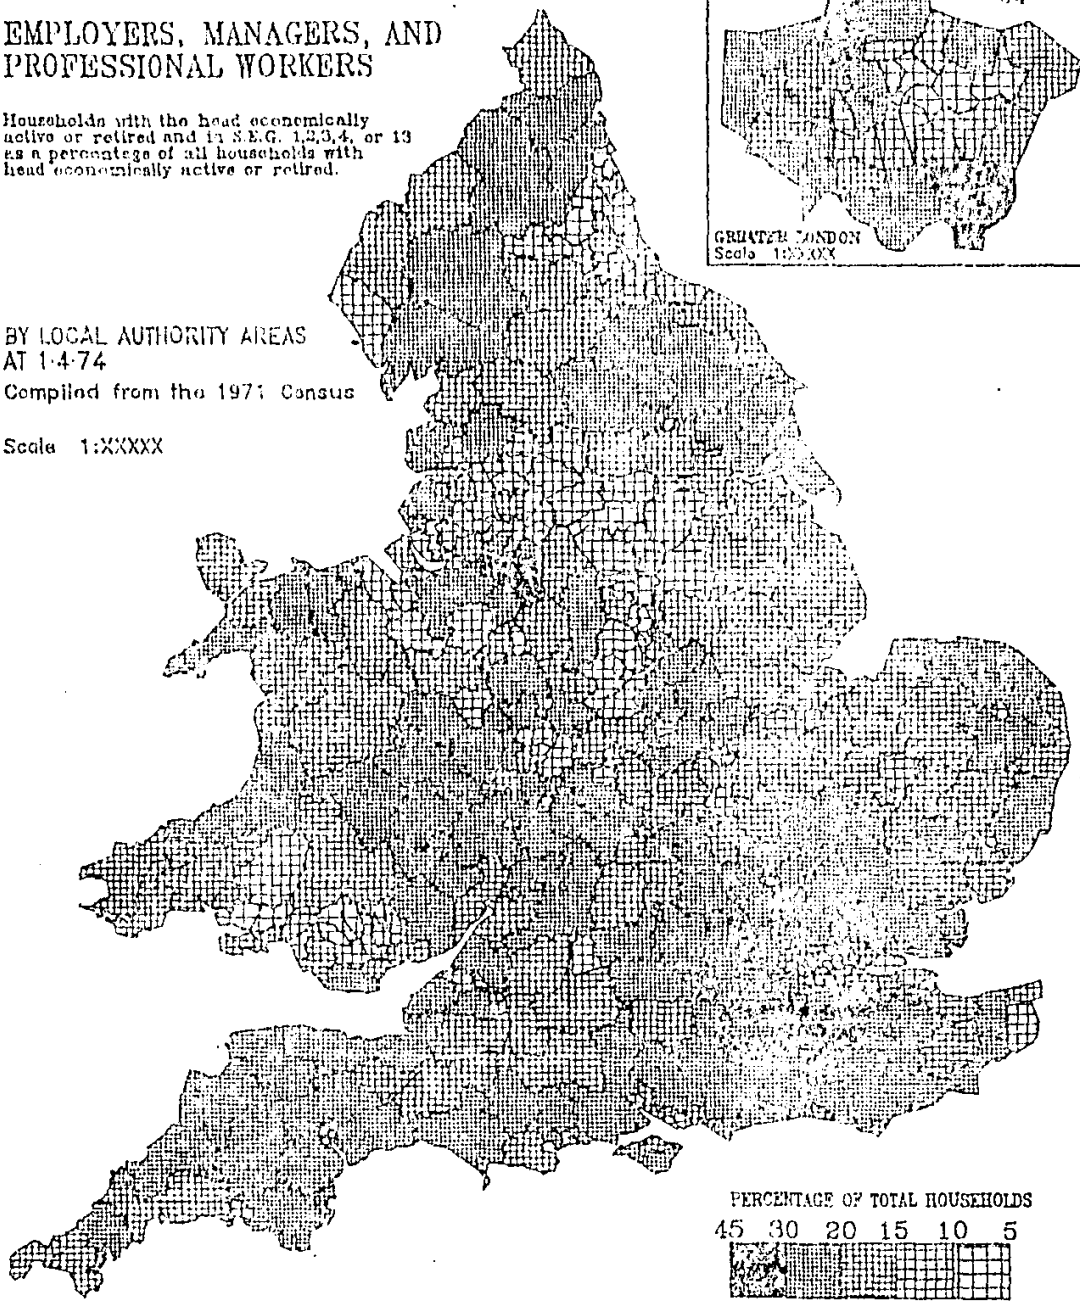 EMPLOYERS, MANAGERS, AND
PROFESSIONAL WORKERS
Households with the head economically
active or retired and in S.E.G. 1,2,3,4, or 13
as a percentage of all households with
head economically active or retired.
GREATER LONDON
Scale 1:XXXXX
BY LOCAL AUTHORITY AREAS
AT 1·4·74
Compiled from the 1971 Census
Scale 1:XXXXX
PERCENTAGE OF TOTAL HOUSEHOLDS
45 30 20 15 10 5